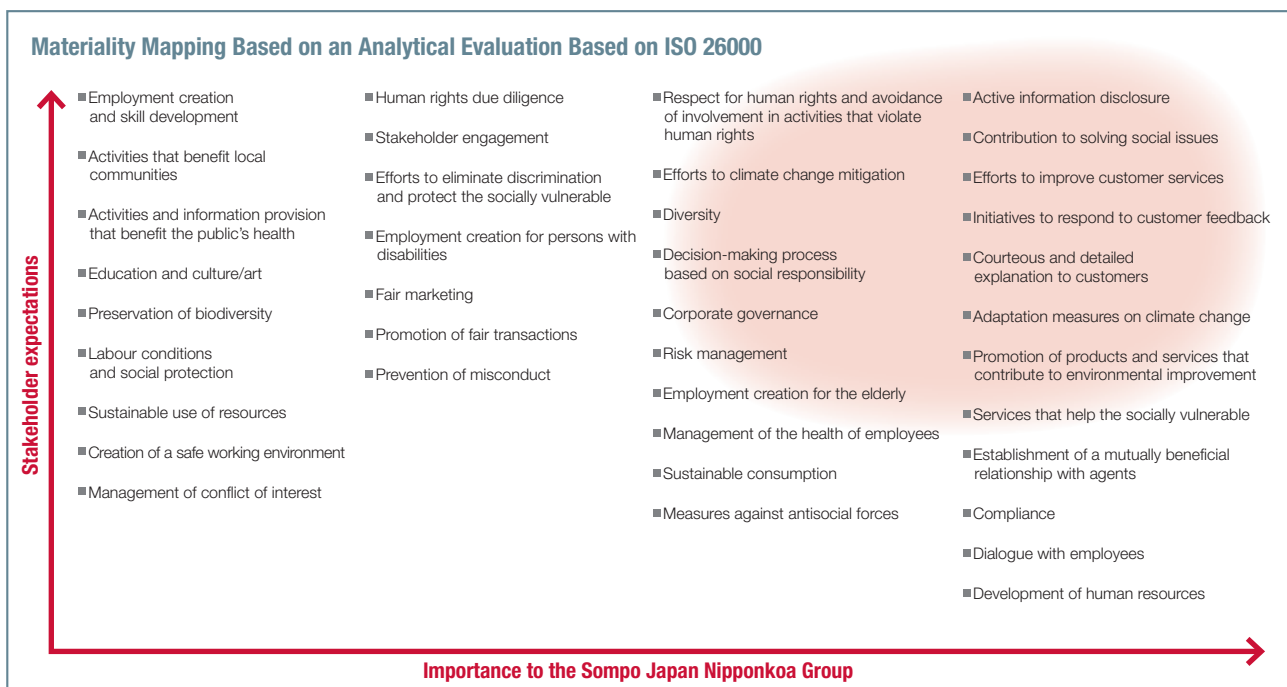 Materiality Mapping Based on an Analytical Evaluation Based on ISO 26000
Stakeholder expectations
■Employment creation
and skill development
■Activities that benefit local
communities
■Activities and information provision
that benefit the public's health
■Education and culture/art
■Preservation of biodiversity
■Labour conditions
and social protection
■Sustainable use of resources
■Creation of a safe working environment
■Management of conflict of interest
■Human rights due diligence
■Stakeholder engagement
■Efforts to eliminate discrimination
and protect the socially vulnerable
■Employment creation for persons with
disabilities
■Fair marketing
■Promotion of fair transactions
■Prevention of misconduct
■Respect for human rights and avoidance
of involvement in activities that violate
human rights
■Efforts to climate change mitigation
■Diversity
■Decision-making process
based on social responsibility
■Corporate governance
■Risk management
■Employment creation for the elderly
■Management of the health of employees
■Sustainable consumption
■Measures against antisocial forces
■Active information disclosure
■Contribution to solving social issues
■Efforts to improve customer services
■Initiatives to respond to customer feedback
■Courteous and detailed
explanation to customers
■Adaptation measures on climate change
■Promotion of products and services that
contribute to environmental improvement
■Services that help the socially vulnerable
■Establishment of a mutually beneficial
relationship with agents
■Compliance
■Dialogue with employees
■Development of human resources
Importance to the Sompo Japan Nipponkoa Group